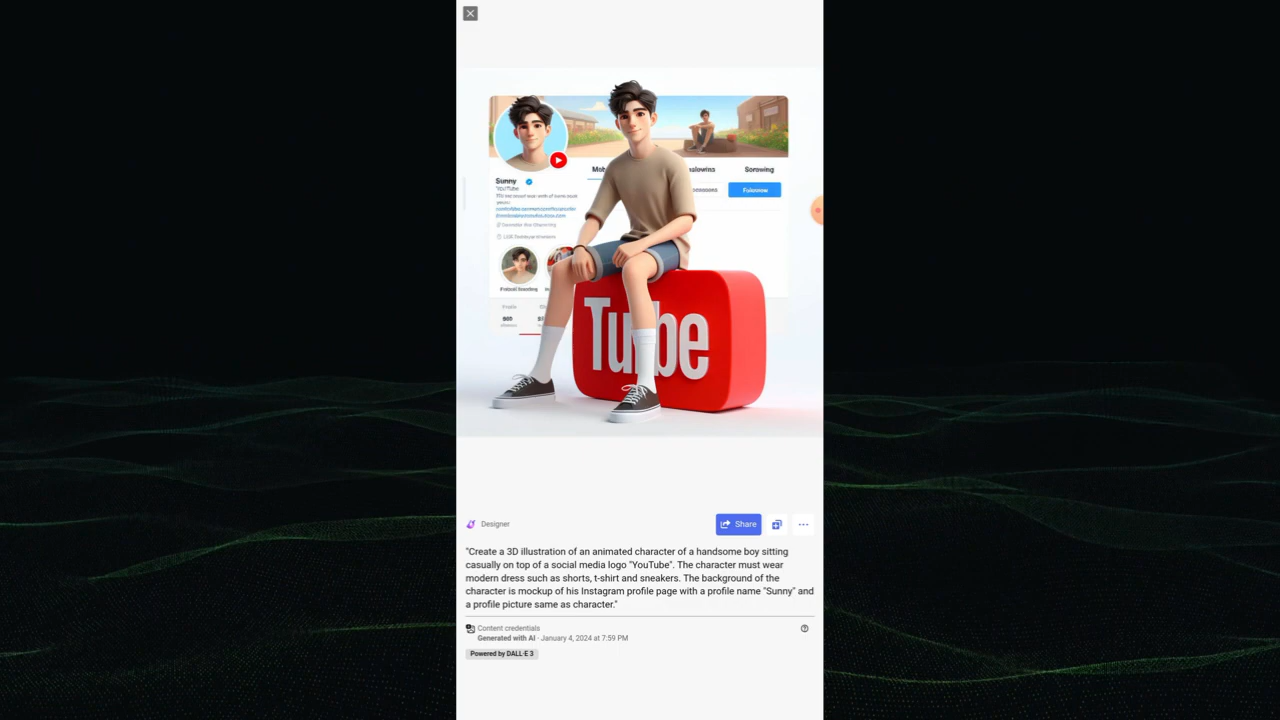 Mob
Sorowing
Sunny
Folornow
Tube
Designer
Share
"Create a 3D illustration of an animated character of a handsome boy sitting
casually on top of a social media logo "YouTube". The character must wear
modern dress such as shorts, t-shirt and sneakers. The background of the
character is mockup of his Instagram profile page with a profile name "Sunny" and
a profile picture same as character."
Content credentials
Generated with AI · January 4, 2024 at 7:59 PM
Powered by DALL·E 3